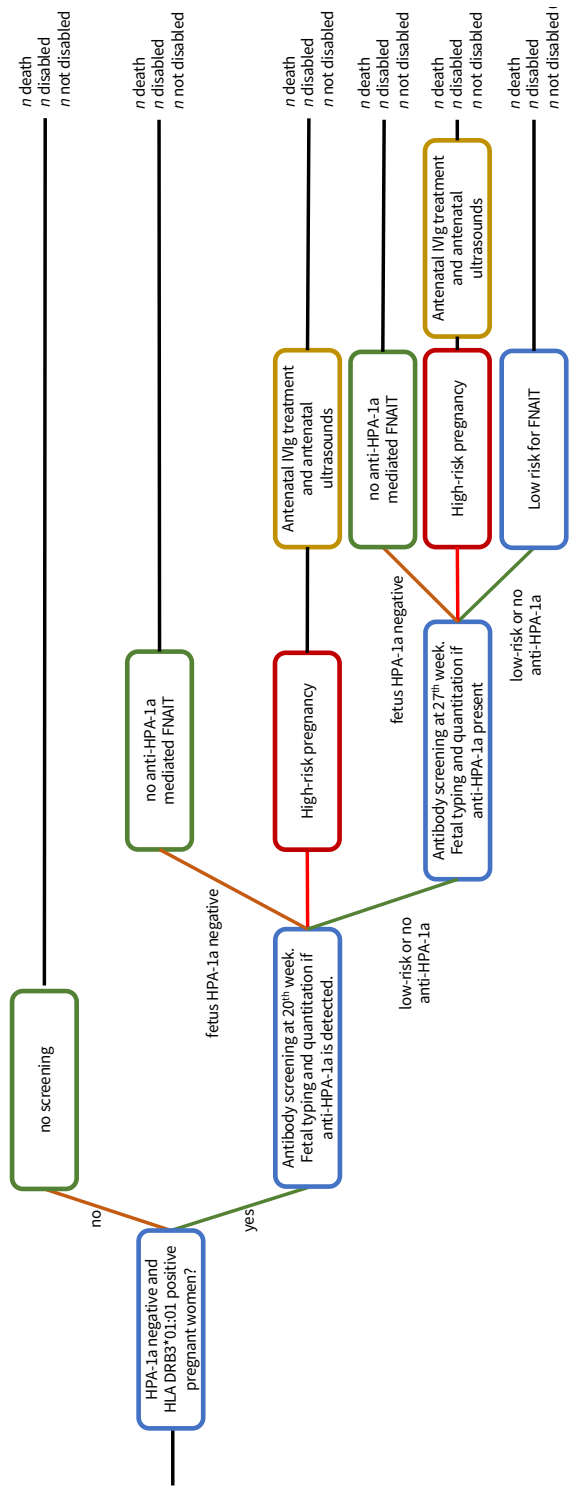 HPA-1a negative and
HLA DRB3*01:01 positive
pregnant women?
no
yes
no screening
n death
n disabled
n not disabled
Antibody screening at 20th week.
Fetal typing and quantitation if
anti-HPA-1a is detected.
fetus HPA-1a negative
no anti-HPA-1a
mediated FNAIT
n death
n disabled
n not disabled
High-risk pregnancy
Antenatal IVIg treatment
and antenatal
ultrasounds
n death
n disabled
n not disabled
low-risk or no
anti-HPA-1a
Antibody screening at 27th week.
Fetal typing and quantitation if
anti-HPA-1a present
fetus HPA-1a negative
no anti-HPA-1a
mediated FNAIT
n death
n disabled
n not disabled
High-risk pregnancy
Antenatal IVIg treatment
and antenatal
ultrasounds
n death
n disabled
n not disabled
low-risk or no
anti-HPA-1a
Low risk for FNAIT
n death
n disabled
n not disabled